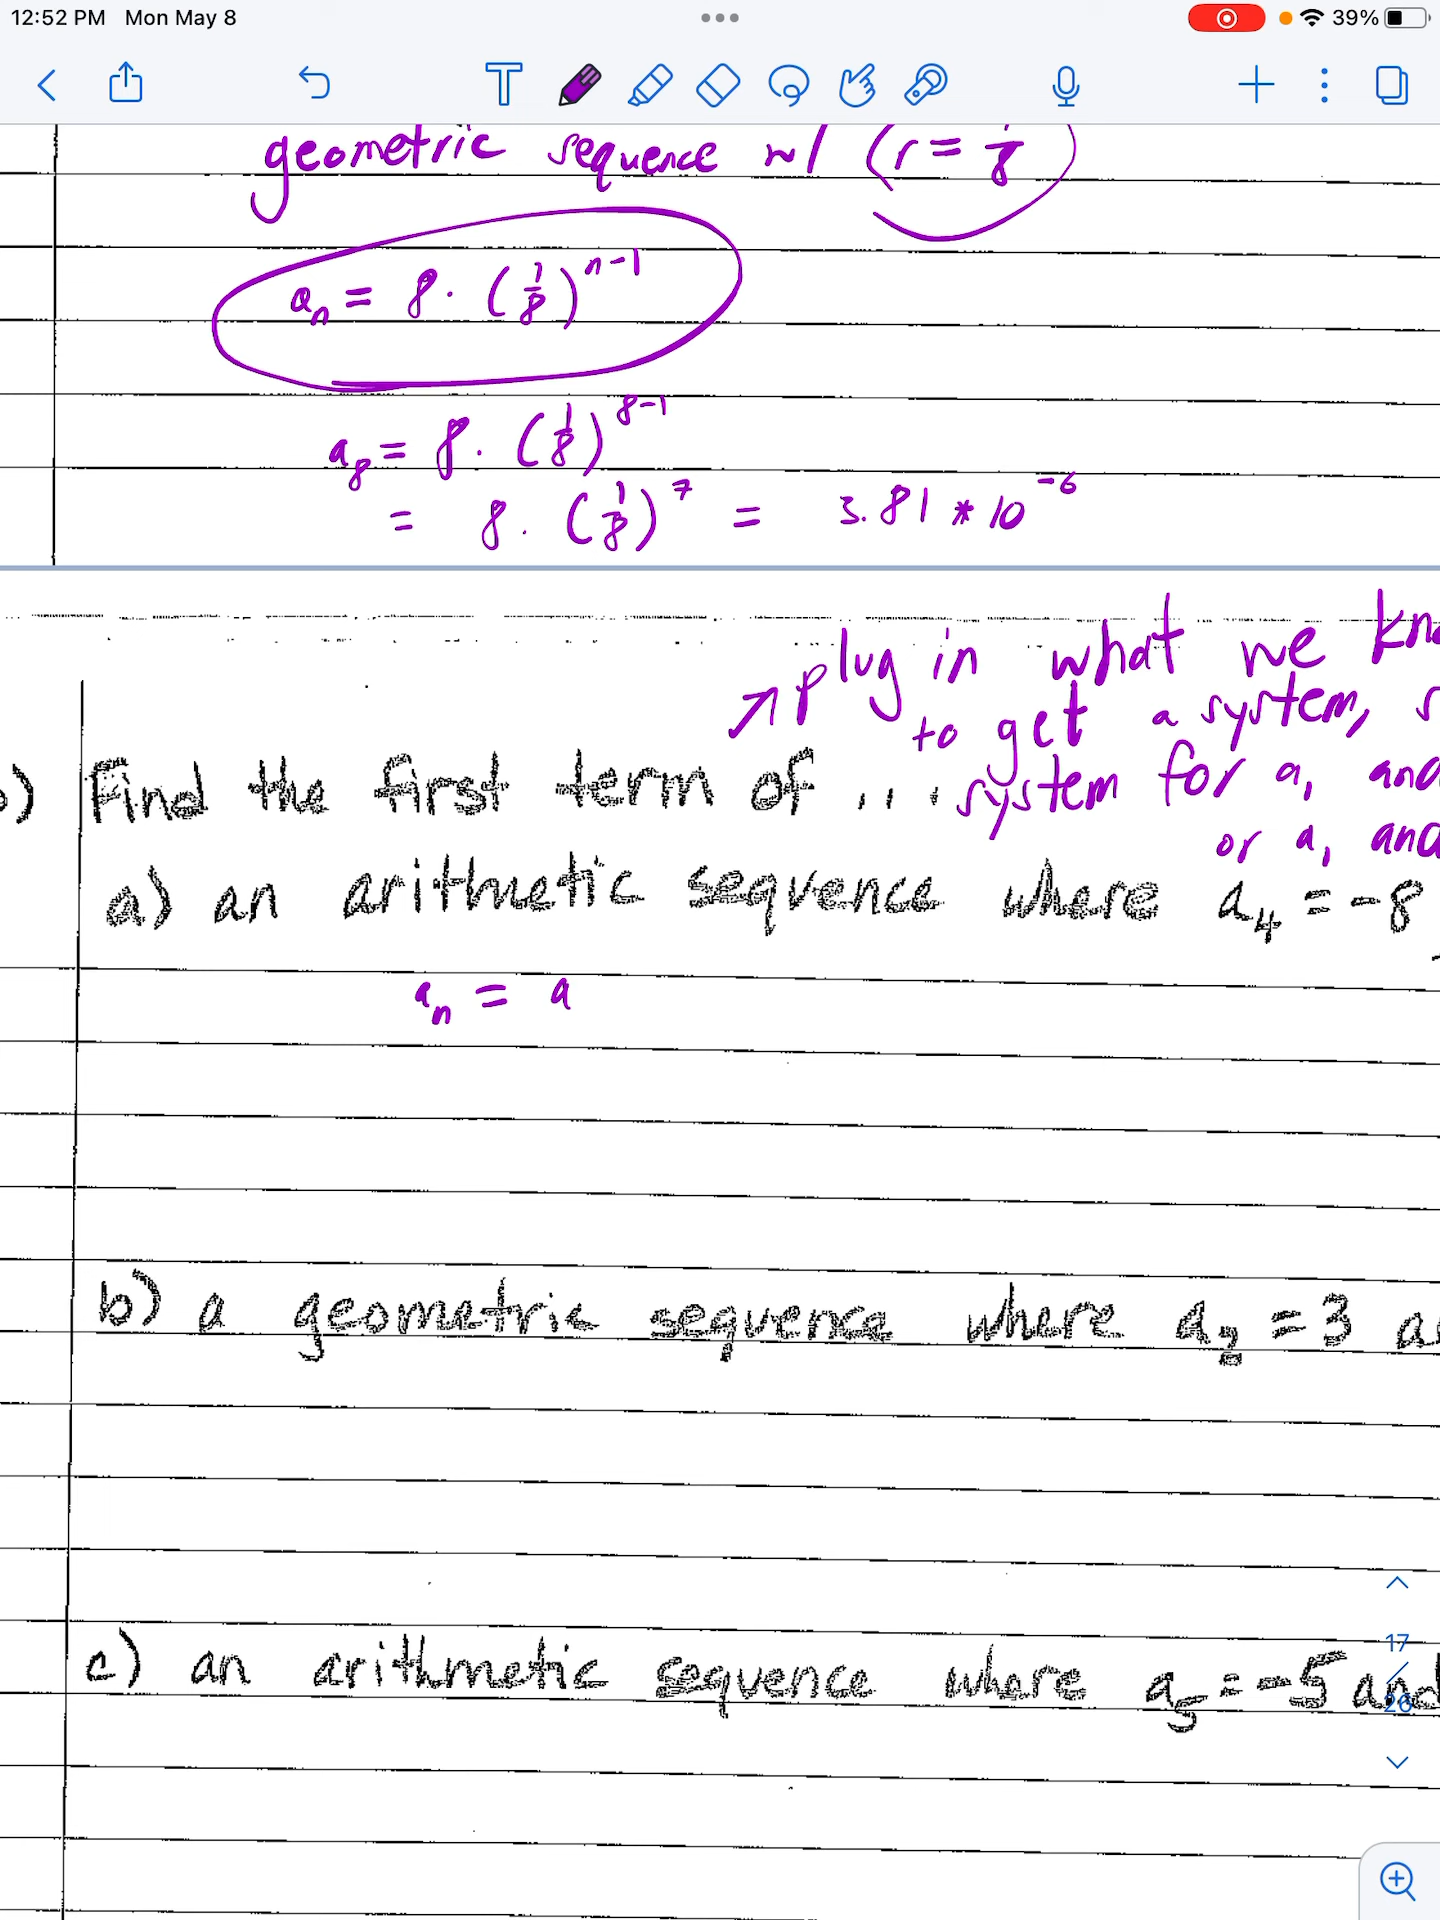 12:52 PM Mon May 8
39%
T
geometric sequence w/ (r = 1/8)
aₙ = 8 · (1/8)ⁿ⁻¹
a₈ = 8 · (1/8)⁸⁻¹
= 8 · (1/8)⁷ = 3.81 * 10⁻⁶
↗ plug in what we
to get a system,
system for a₁ and
or a₁ and
) Find the first term of ....
a) an arithmetic sequence where a₄ = -8
aₙ = a
b) a geometric sequence where a₂ = 3
c) an arithmetic sequence where a₅ = -5 and
17
26